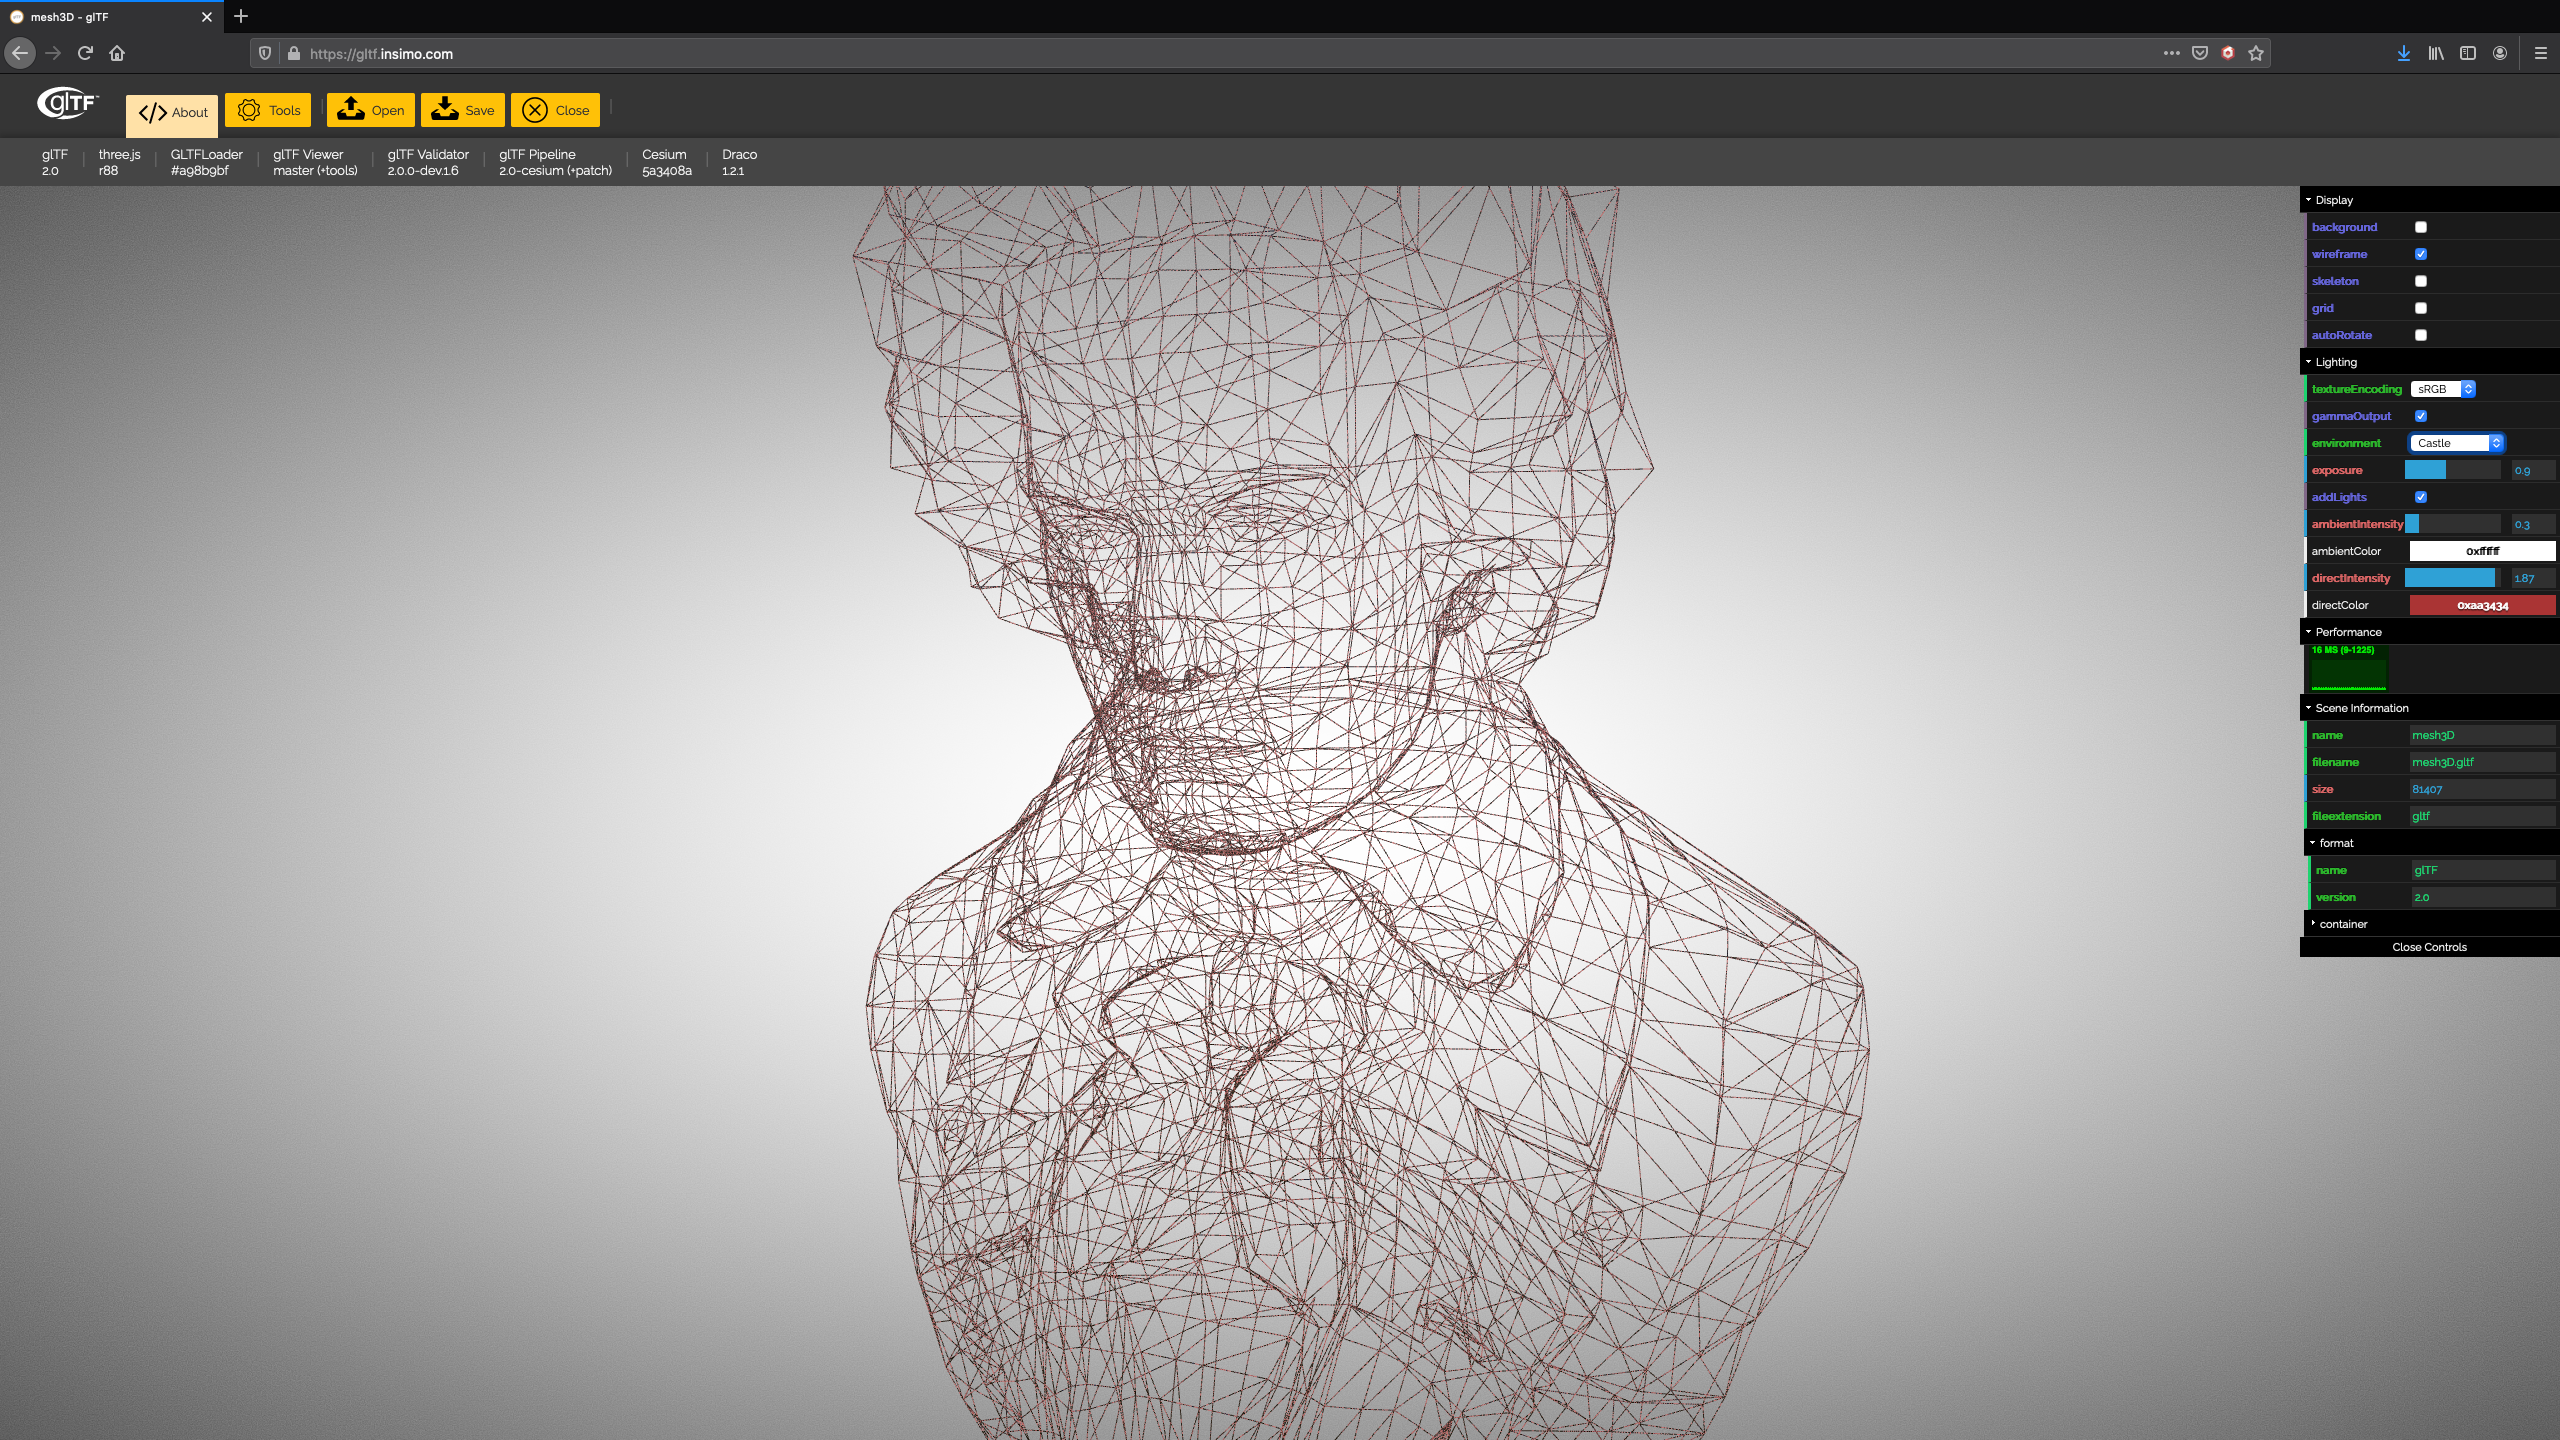 mesh3D - glTF
https://gltf.insimo.com
glTF™
About
Tools
Open
Save
Close
glTF
2.0
three.js
r88
GLTFLoader
#a98b9bf
glTF Viewer
master (+tools)
glTF Validator
2.0.0-dev.1.6
glTF Pipeline
2.0-cesium (+patch)
Cesium
5a3408a
Draco
1.2.1
Display
background
wireframe
skeleton
grid
autoRotate
Lighting
textureEncoding sRGB
gammaOutput
environment Castle
exposure 0.9
addLights
ambientIntensity 0.3
ambientColor 0xffffff
directIntensity 1.87
directColor 0xaa3434
Performance
16 MS (9-1225)
Scene Information
name mesh3D
filename mesh3D.gltf
size 81407
fileextension gltf
format
name glTF
version 2.0
container
Close Controls